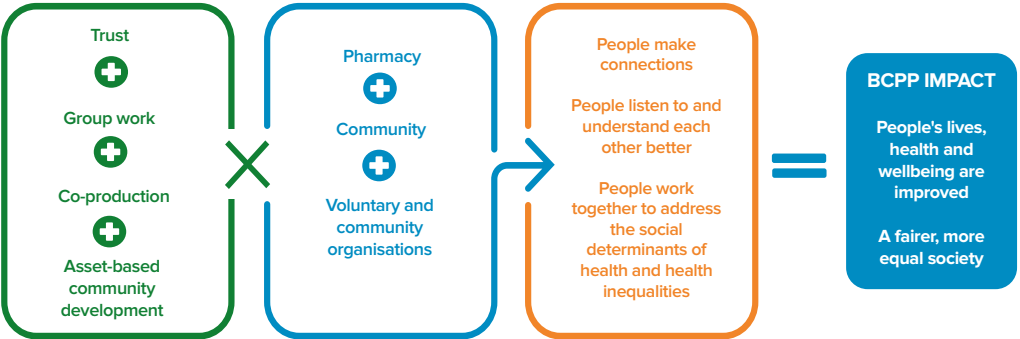 Trust
Group work
Co-production
Asset-based
community
development
Pharmacy
Community
Voluntary and
community
organisations
People make
connections
People listen to and
understand each
other better
People work
together to address
the social
determinants of
health and health
inequalities
BCPP IMPACT
People's lives,
health and
wellbeing are
improved
A fairer, more
equal society